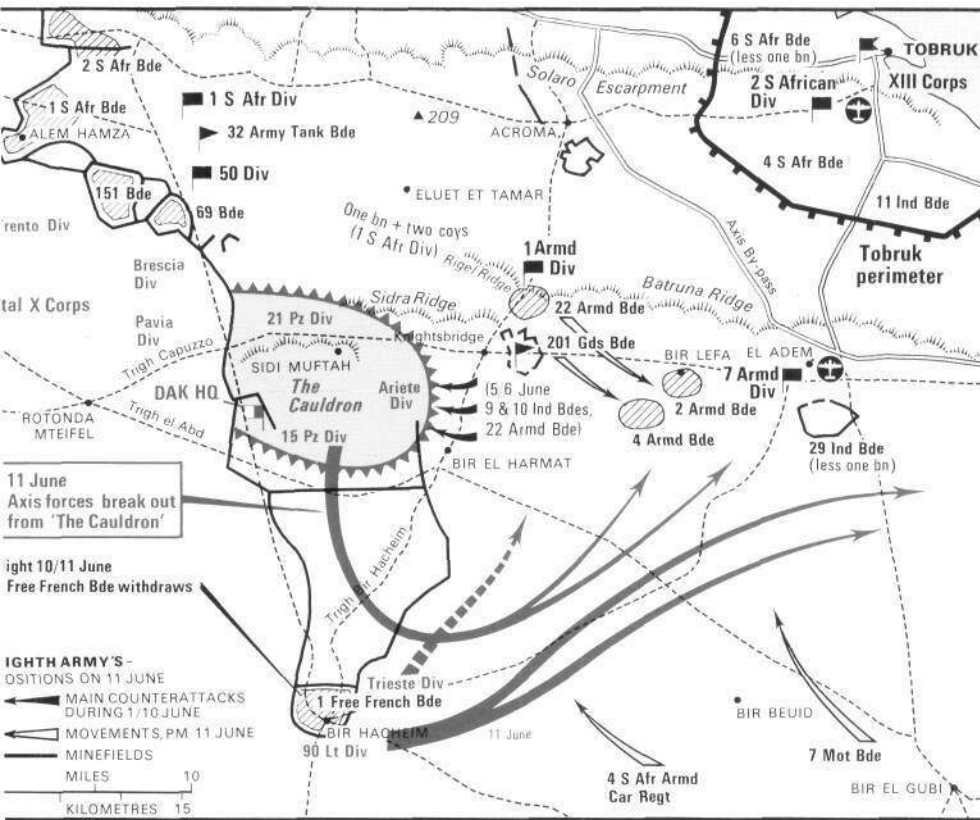 2 S Afr Bde
1 S Afr Bde
ALEM HAMZA
1 S Afr Div
32 Army Tank Bde
50 Div
151 Bde
69 Bde
209
ACROMA
Solaro Escarpment
6 S Afr Bde
(less one bn)
TOBRUK
XIII Corps
2 S African
Div
4 S Afr Bde
11 Ind Bde
Tobruk
perimeter
ELUET ET TAMAR
One bn + two coys
(1 S Afr Div)
Rigel Ridge
1 Armd
Div
22 Armd Bde
Batruna Ridge
Axis By-pass
rento Div
Brescia
Div
tal X Corps
Pavia
Div
Trigh Capuzzo
21 Pz Div
Sidra Ridge
Knightsbridge
201 Gds Bde
BIR LEFA
EL ADEM
7 Armd
Div
SIDI MUFTAH
The
Cauldron
Ariete
Div
(5/6 June
9 & 10 Ind Bdes,
22 Armd Bde)
2 Armd Bde
4 Armd Bde
29 Ind Bde
(less one bn)
DAK HQ
ROTONDA
MTEIFEL
Trigh el Abd
15 Pz Div
BIR EL HARMAT
11 June
Axis forces break out
from ‘The Cauldron’
ight 10/11 June
Free French Bde withdraws
Trigh Bir Hacheim
Trieste Div
1 Free French Bde
BIR HACHEIM
90 Lt Div
11 June
BIR BEUID
4 S Afr Armd
Car Regt
7 Mot Bde
BIR EL GUBI
IGHTH ARMY'S-
OSITIONS ON 11 JUNE
MAIN COUNTERATTACKS
DURING 1/10 JUNE
MOVEMENTS, PM 11 JUNE
MINEFIELDS
MILES 10
KILOMETRES 15